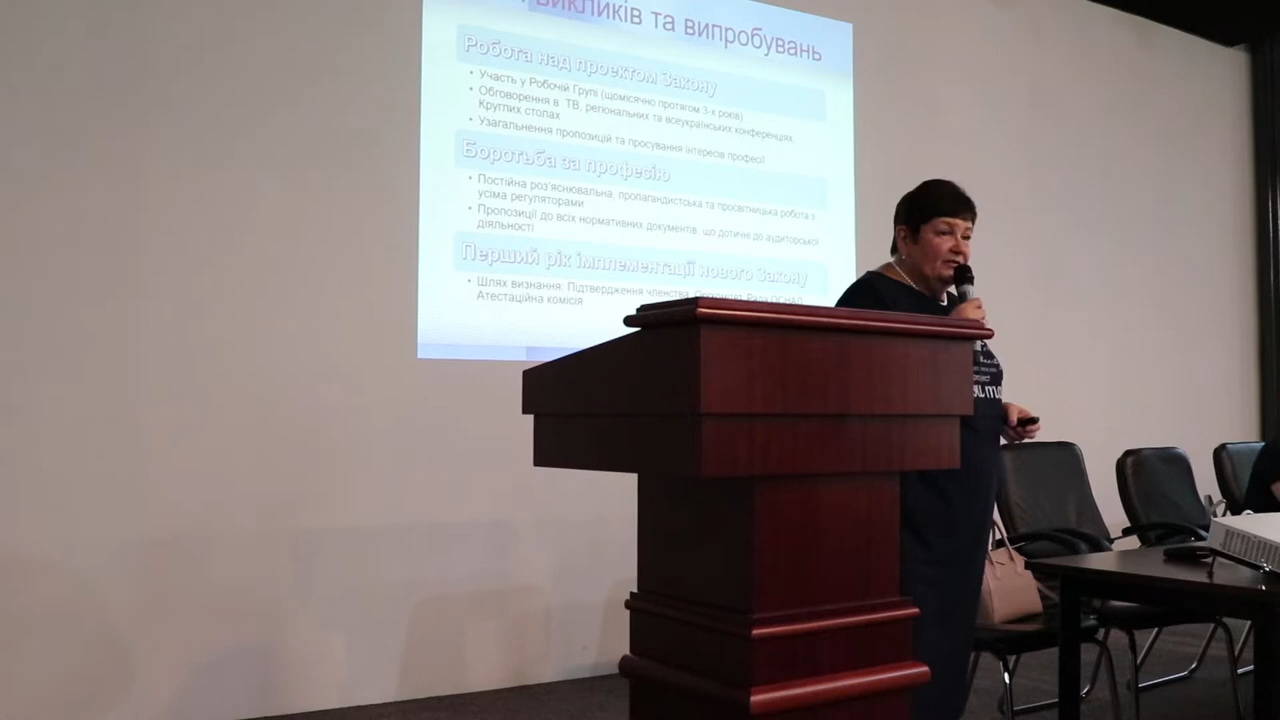 викликів та випробувань
Робота над проектом Закону
• Участь у Робочій Групі (щомісячно протягом 3-х років)
• Обговорення в ТВ, регіональних та всеукраїнських конференціях,
Круглих столах
• Узагальнення пропозицій та просування інтересів професії
Боротьба за професію
• Постійна роз'яснювальна, пропагандистська та просвітницька робота з
усіма регуляторами
• Пропозиції до всіх нормативних документів, що дотичні до аудиторської
діяльності
Перший рік імплементації нового Закону
• Шлях визнання: Підтвердження членства, Рада ОСНАД
Атестаційна комісія
project